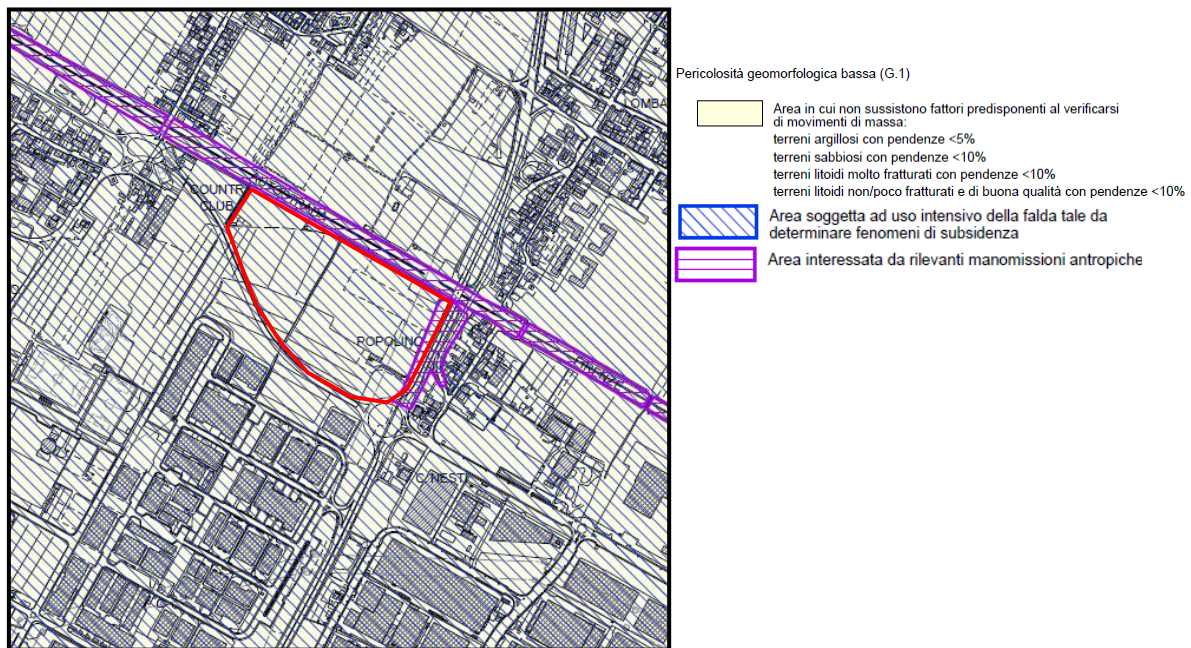 LOMBA
COUNTR
CLUB
POPOLINO
C. NESTI
Pericolosità geomorfologica bassa (G.1)
Area in cui non sussistono fattori predisponenti al verificarsi
di movimenti di massa:
terreni argillosi con pendenze <5%
terreni sabbiosi con pendenze <10%
terreni litoidi molto fratturati con pendenze <10%
terreni litoidi non/poco fratturati e di buona qualità con pendenze <10%
Area soggetta ad uso intensivo della falda tale da
determinare fenomeni di subsidenza
Area interessata da rilevanti manomissioni antropiche